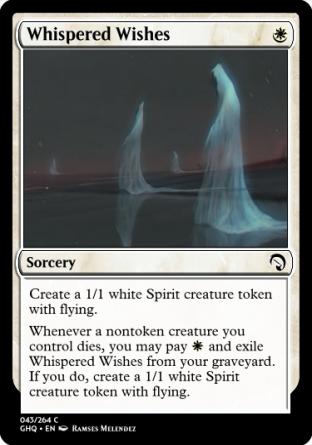 Whispered Wishes
Sorcery
Create a 1/1 white Spirit creature token
with flying.
Whenever a nontoken creature you
control dies, you may pay and exile
Whispered Wishes from your graveyard.
If you do, create a 1/1 white Spirit
creature token with flying.
043/264 C
GHQ • EN Ramses Melendez